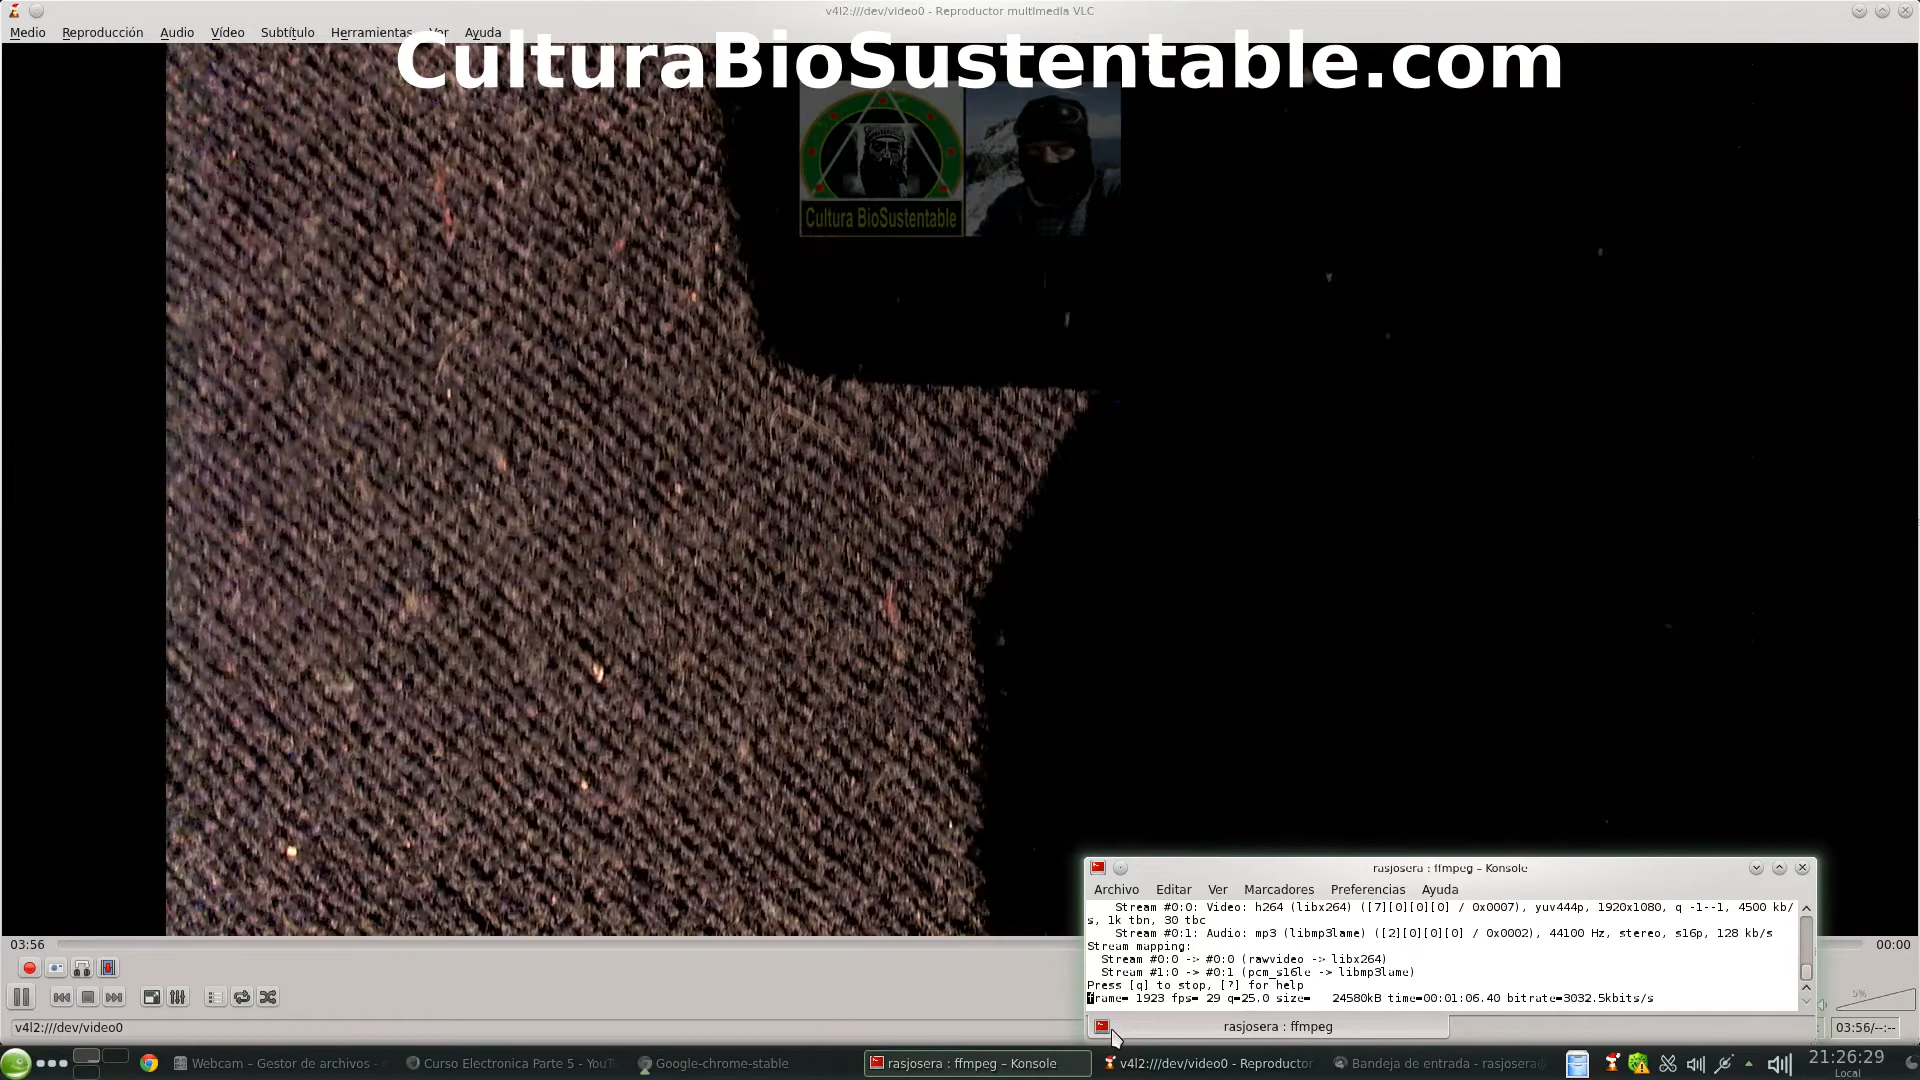 v4l2:///dev/video0 - Reproductor multimedia VLC
Medio Reproducción Audio Vídeo Subtítulo Herramientas Ver Ayuda
CulturaBioSustentable.com
Cultura BioSustentable
rasjosera : ffmpeg – Konsole
Archivo Editar Ver Marcadores Preferencias Ayuda
Stream #0:0: Video: h264 (libx264) ([7][0][0][0] / 0x0007), yuv444p, 1920x1080, q -1--1, 4500 kb/
s, 1k tbn, 30 tbc
Stream #0:1: Audio: mp3 (libmp3lame) ([2][0][0][0] / 0x0002), 44100 Hz, stereo, s16p, 128 kb/s
Stream mapping:
Stream #0:0 -> #0:0 (rawvideo -> libx264)
Stream #1:0 -> #0:1 (pcm_s16le -> libmp3lame)
Press [q] to stop, [?] for help
frame= 1923 fps= 29 q=25.0 size= 24580kB time=00:01:06.40 bitrate=3032.5kbits/s
rasjosera : ffmpeg
03:56 00:00
5%
v4l2:///dev/video0 03:56/--:--
Webcam – Gestor de archivos Curso Electronica Parte 5 - YouTu Google-chrome-stable rasjosera : ffmpeg – Konsole v4l2:///dev/video0 - Reproductor Bandeja de entrada - rasjosera@ 21:26:29
Local